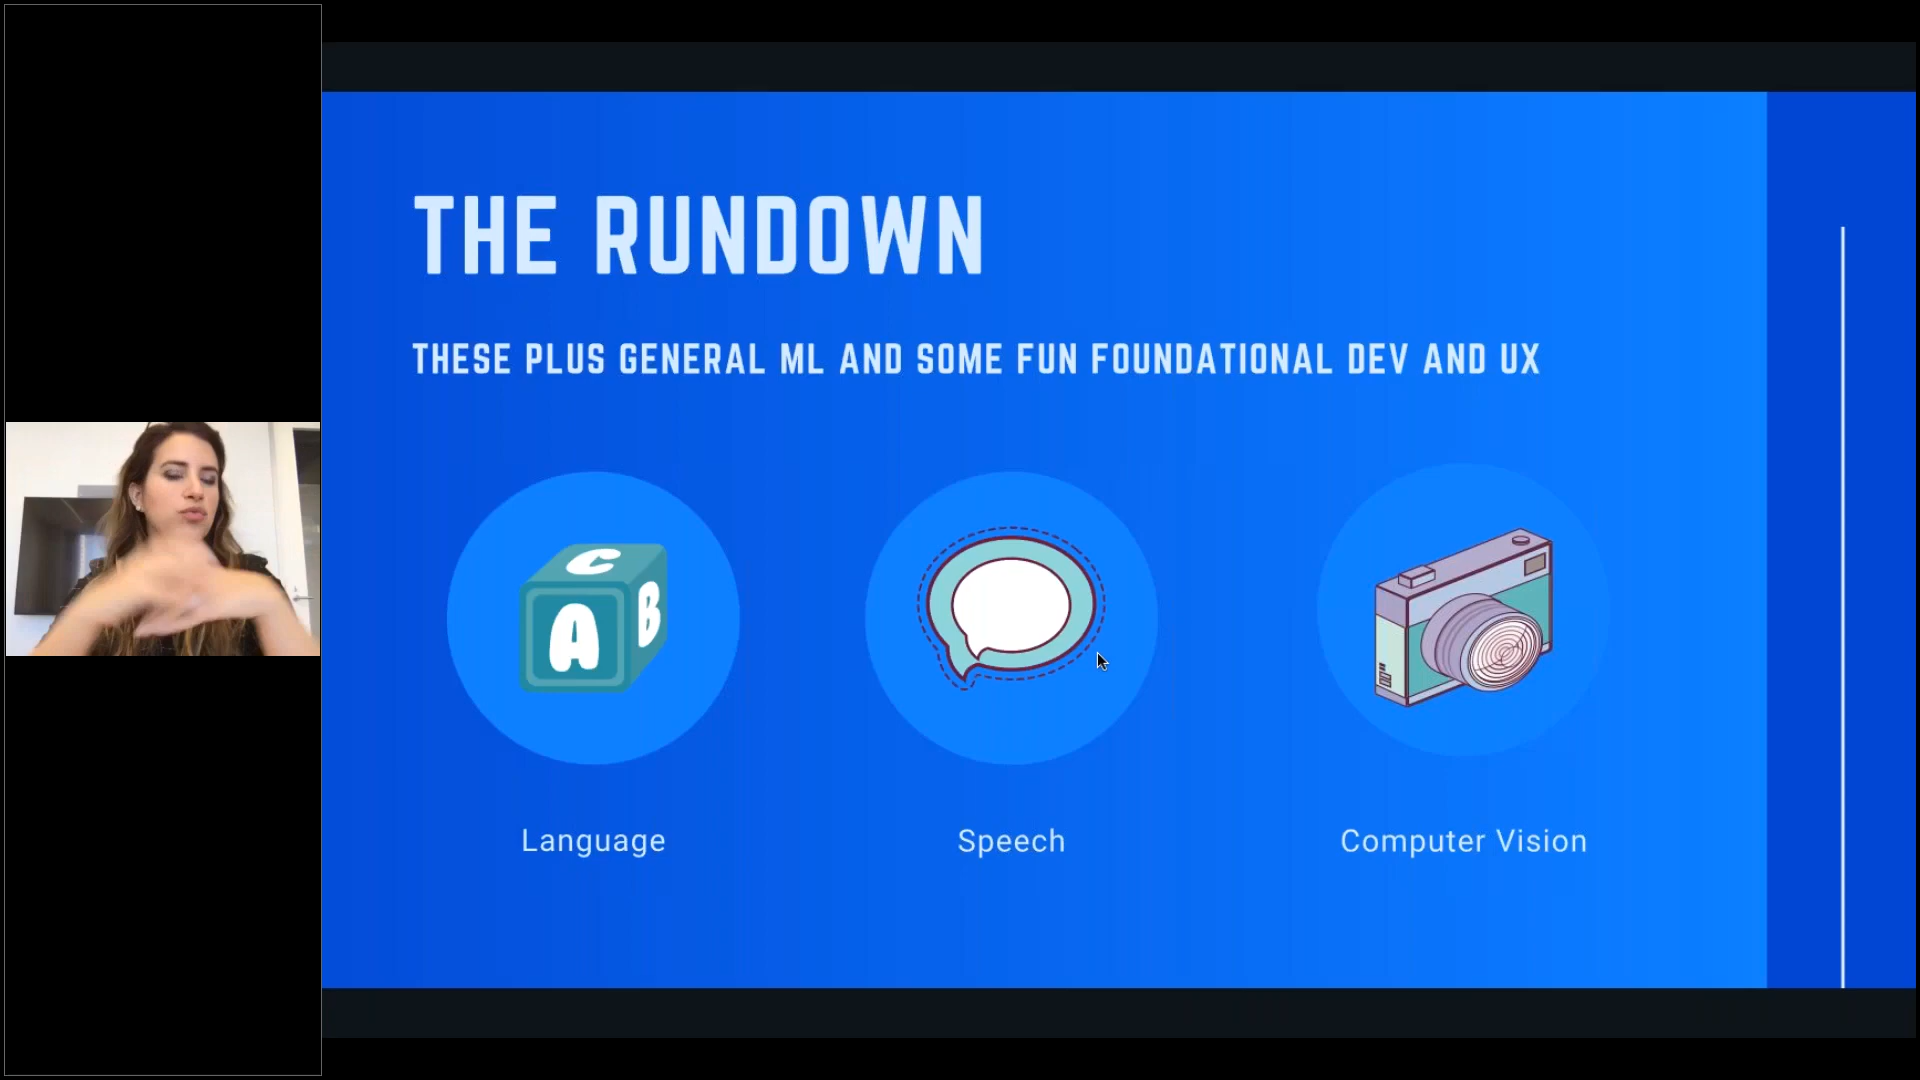 THE RUNDOWN
THESE PLUS GENERAL ML AND SOME FUN FOUNDATIONAL DEV AND UX
C
A
B
Language
Speech
Computer Vision